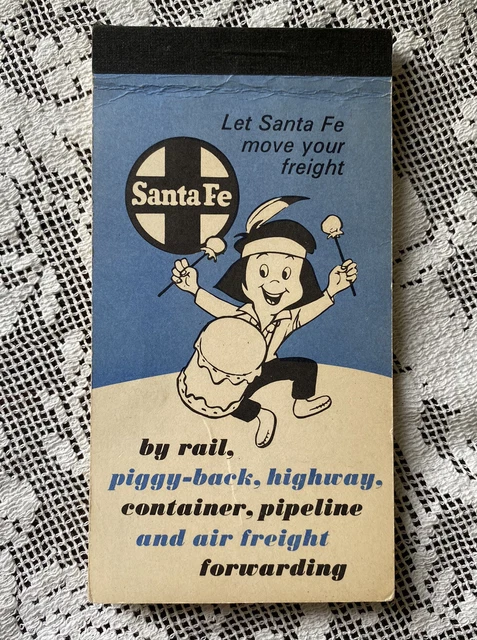 Let Santa Fe
move your
freight
Santa Fe
by rail,
piggy-back, highway,
container, pipeline
and air freight
forwarding